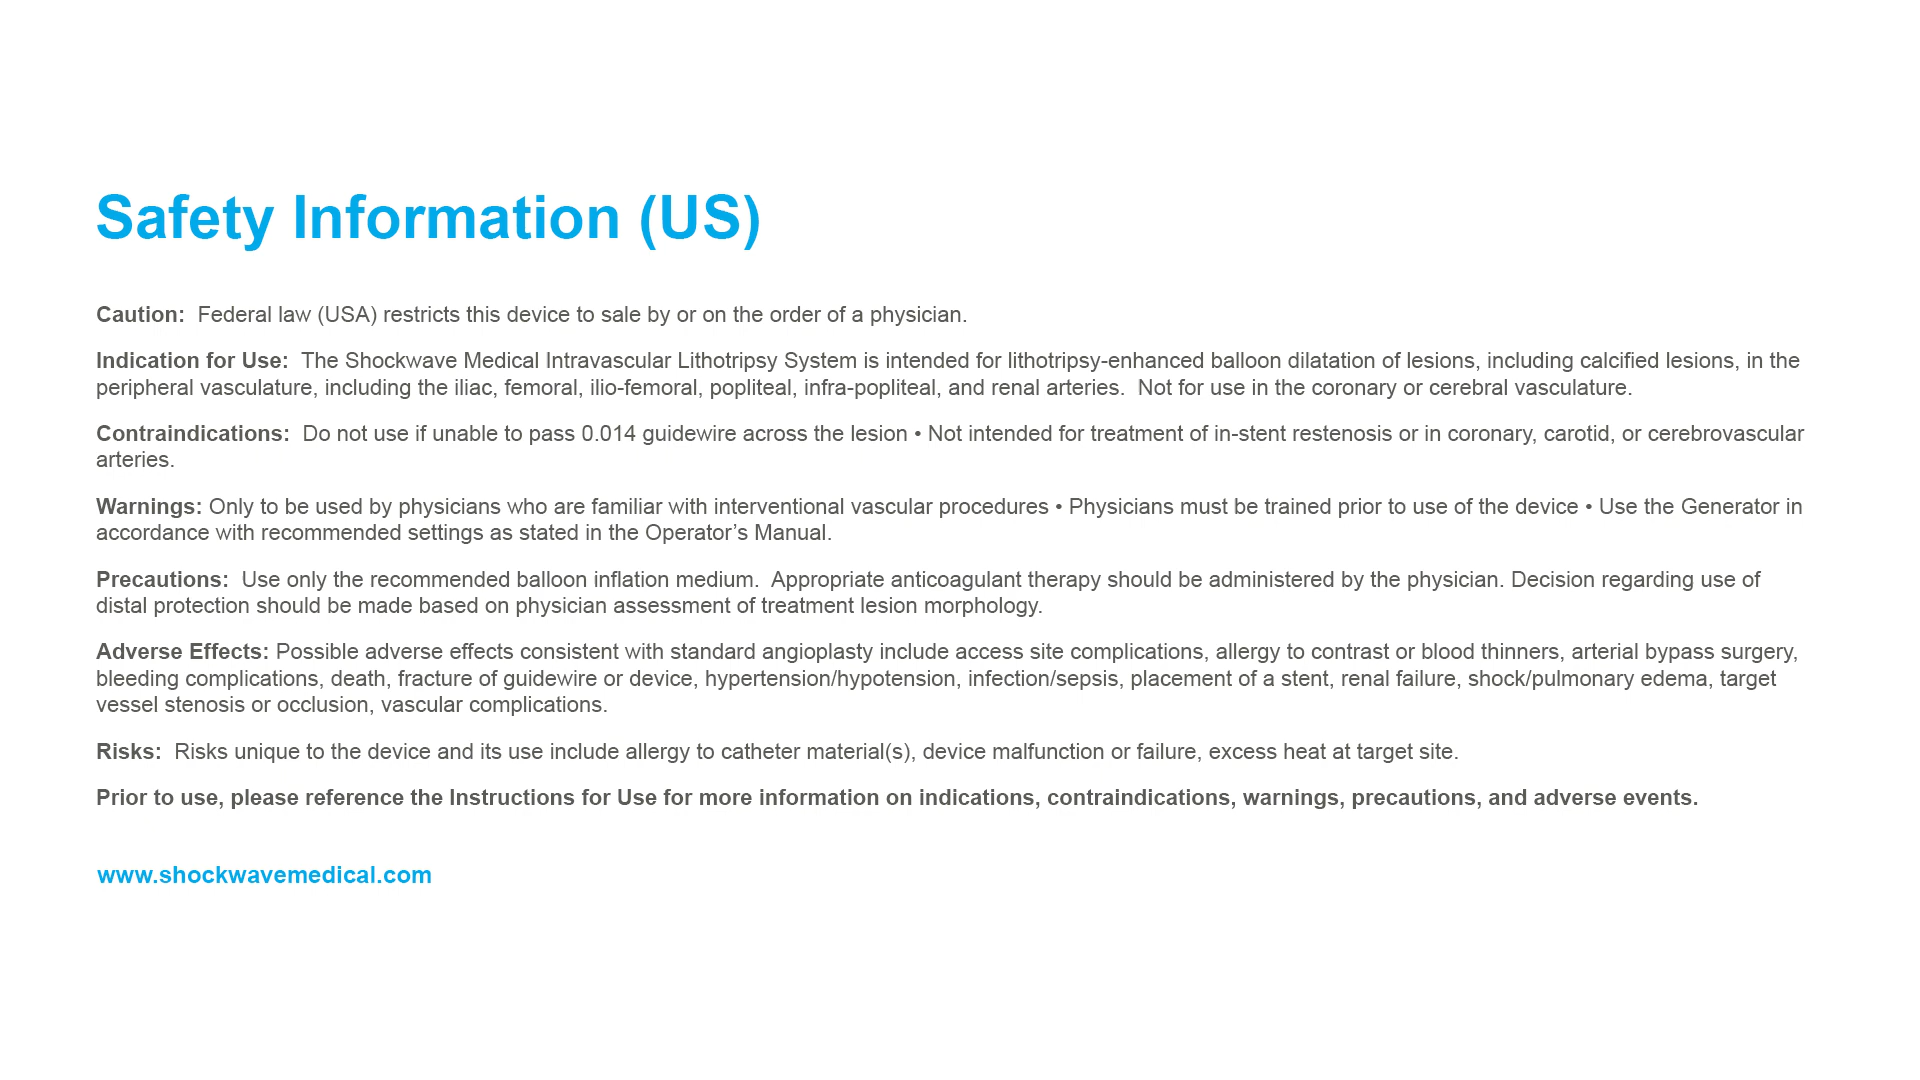 Safety Information (US)
Caution:  Federal law (USA) restricts this device to sale by or on the order of a physician.
Indication for Use:  The Shockwave Medical Intravascular Lithotripsy System is intended for lithotripsy-enhanced balloon dilatation of lesions, including calcified lesions, in the
peripheral vasculature, including the iliac, femoral, ilio-femoral, popliteal, infra-popliteal, and renal arteries.  Not for use in the coronary or cerebral vasculature.
Contraindications:  Do not use if unable to pass 0.014 guidewire across the lesion • Not intended for treatment of in-stent restenosis or in coronary, carotid, or cerebrovascular
arteries.
Warnings: Only to be used by physicians who are familiar with interventional vascular procedures • Physicians must be trained prior to use of the device • Use the Generator in
accordance with recommended settings as stated in the Operator’s Manual.
Precautions:  Use only the recommended balloon inflation medium.  Appropriate anticoagulant therapy should be administered by the physician. Decision regarding use of
distal protection should be made based on physician assessment of treatment lesion morphology.
Adverse Effects: Possible adverse effects consistent with standard angioplasty include access site complications, allergy to contrast or blood thinners, arterial bypass surgery,
bleeding complications, death, fracture of guidewire or device, hypertension/hypotension, infection/sepsis, placement of a stent, renal failure, shock/pulmonary edema, target
vessel stenosis or occlusion, vascular complications.
Risks:  Risks unique to the device and its use include allergy to catheter material(s), device malfunction or failure, excess heat at target site.
Prior to use, please reference the Instructions for Use for more information on indications, contraindications, warnings, precautions, and adverse events.
www.shockwavemedical.com